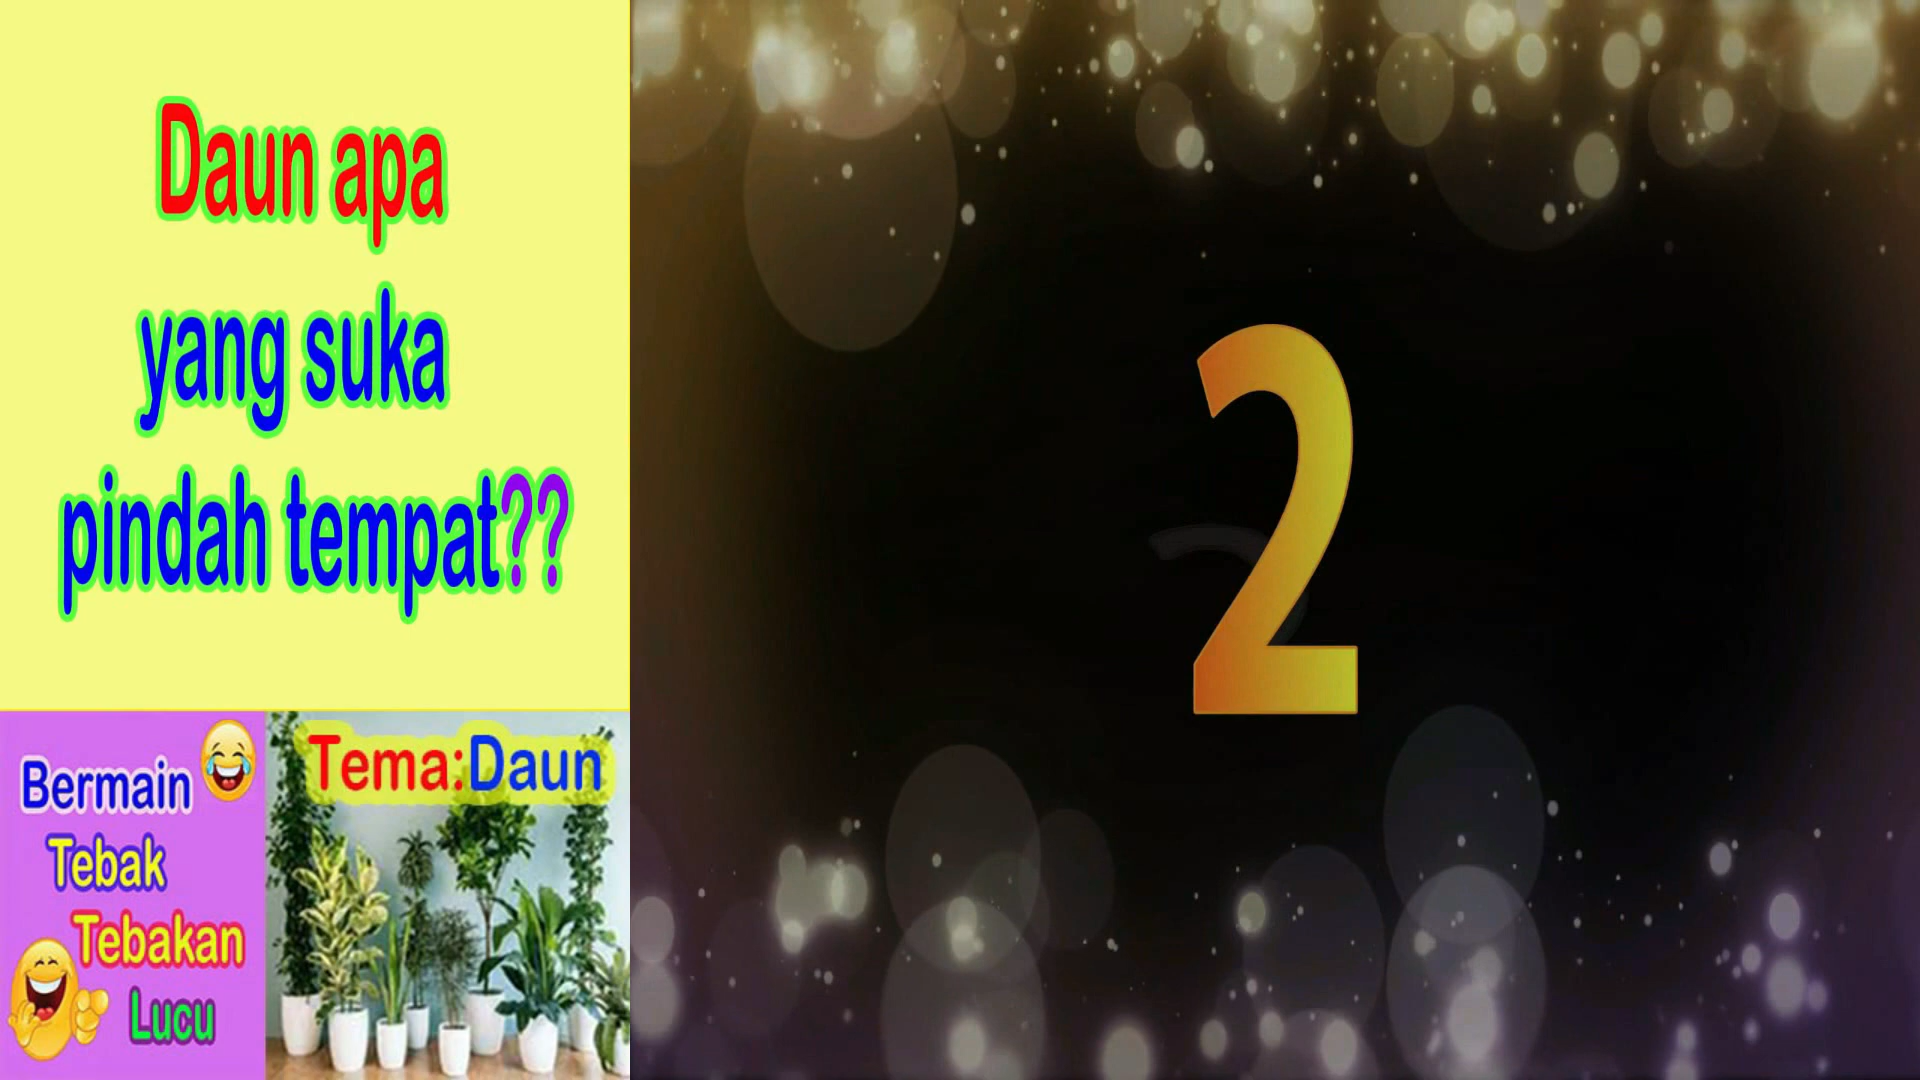 Daun apa
yang suka
pindah tempat??
Bermain
Tebak
Tebakan
Lucu
Tema:Daun
2